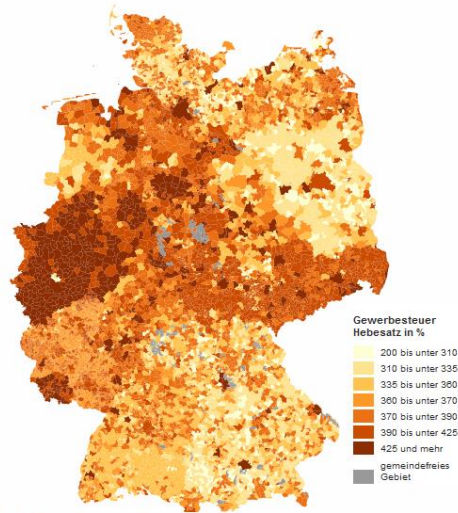 Gewerbesteuer
Hebesatz in %
200 bis unter 310
310 bis unter 335
335 bis unter 360
360 bis unter 370
370 bis unter 390
390 bis unter 425
425 und mehr
gemeindefreies
Gebiet